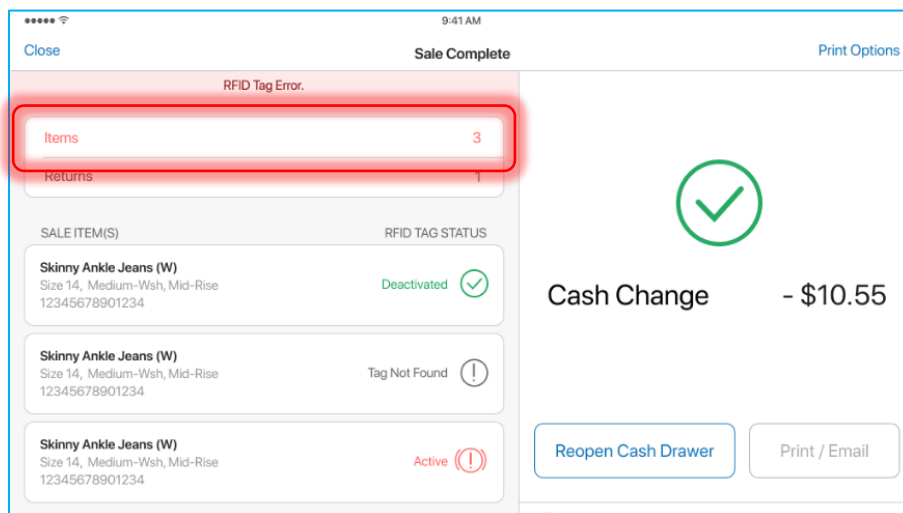 9:41 AM
Close
Sale Complete
Print Options
RFID Tag Error.
Items 3
Returns 1
SALE ITEM(S) RFID TAG STATUS
Skinny Ankle Jeans (W)
Size 14, Medium-Wsh, Mid-Rise
12345678901234
Deactivated
Skinny Ankle Jeans (W)
Size 14, Medium-Wsh, Mid-Rise
12345678901234
Tag Not Found
Skinny Ankle Jeans (W)
Size 14, Medium-Wsh, Mid-Rise
12345678901234
Active
Cash Change - $10.55
Reopen Cash Drawer
Print / Email